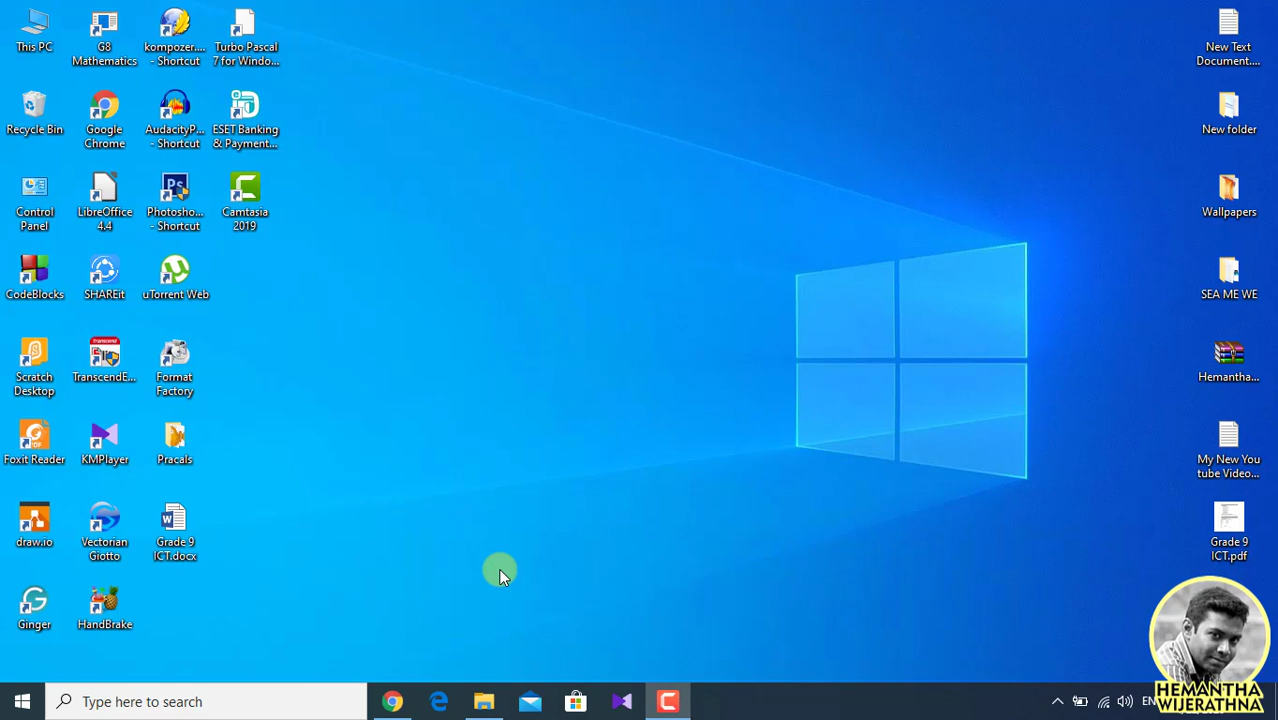 This PC
G8
Mathematics
kompozer....
- Shortcut
Turbo Pascal
7 for Windo...
New Text
Document....
Recycle Bin
Google
Chrome
AudacityP...
- Shortcut
ESET Banking
& Payment...
New folder
Control
Panel
LibreOffice
4.4
Ps
Photosho...
- Shortcut
Camtasia
2019
Wallpapers
CodeBlocks
SHAREit
uTorrent Web
SEA ME WE
Scratch
Desktop
Transcend
TranscendE...
Format
Factory
Hemantha...
Foxit Reader
KMPlayer
Pracals
My New You
tube Video...
draw.io
Vectorian
Giotto
Grade 9
ICT.docx
Grade 9
ICT.pdf
Ginger
HandBrake
Type here to search
EN
HEMANTHA
WIJERATHNA